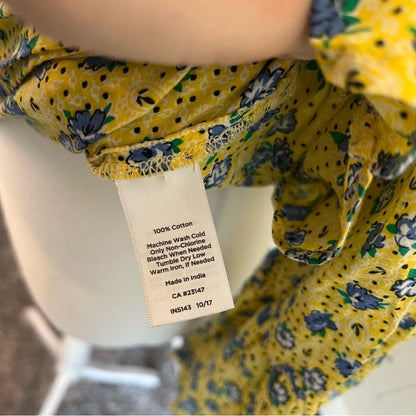 100% Cotton
Machine Wash Cold
Only Non-Chlorine
Bleach When Needed
Tumble Dry Low
Warm Iron, If Needed
Made in India
CA #23147
IN5143 10/17